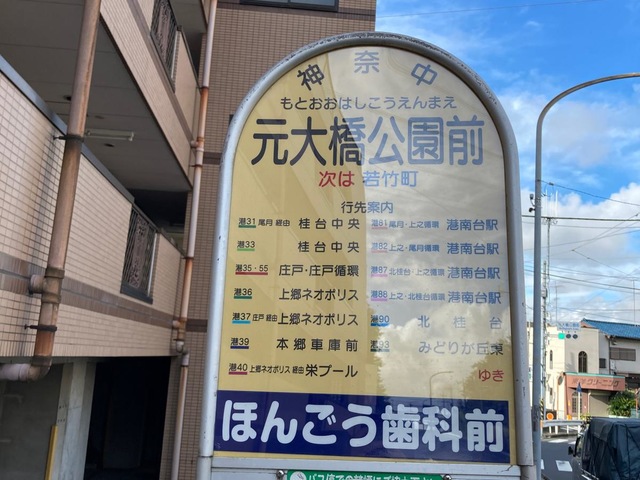 神奈中
もとおおはしこうえんまえ
元大橋公園前
次は 若竹町
行先案内
港31 尾月 経由 桂台中央
港33 桂台中央
港35・55 庄戸・庄戸循環
港36 上郷ネオポリス
港37 庄戸 経由 上郷ネオポリス
港39 本郷車庫前
港40 上郷ネオポリス 経由 栄プール
港81 尾月・上之循環 港南台駅
港82 上之・尾月循環 港南台駅
港87 北桂台・上之循環 港南台駅
港88 上之・北桂台循環 港南台駅
港90 北桂台
港93 みどりが丘東
ゆき
ほんごう歯科前